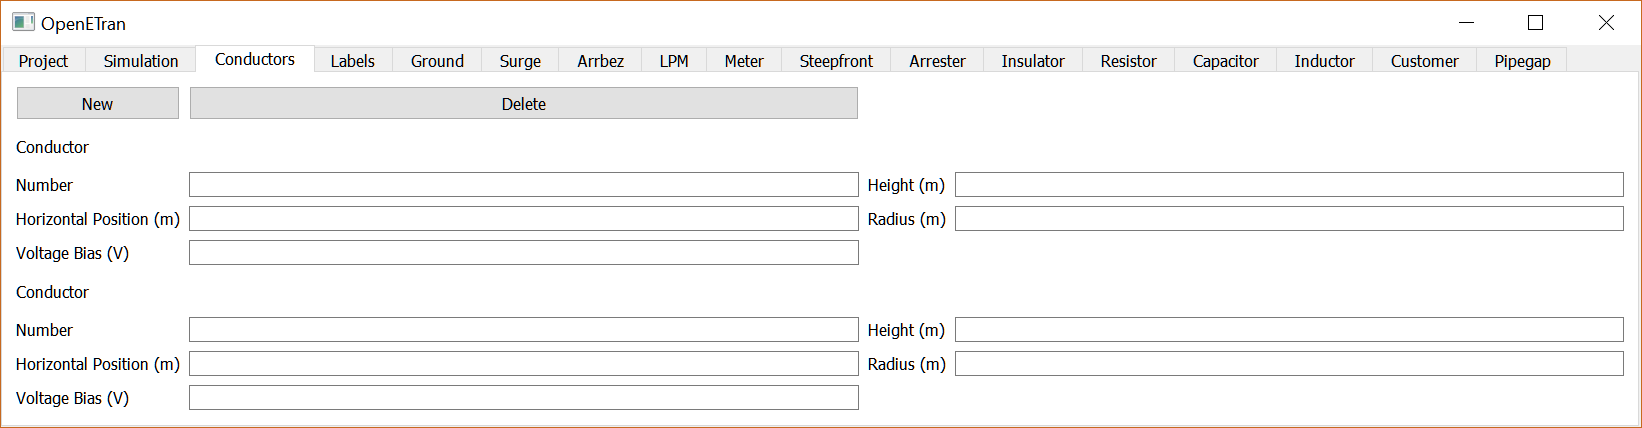 OpenETran
Project Simulation Conductors Labels Ground Surge Arrbez LPM Meter Steepfront Arrester Insulator Resistor Capacitor Inductor Customer Pipegap
New Delete
Conductor
Number Height (m)
Horizontal Position (m) Radius (m)
Voltage Bias (V)
Conductor
Number Height (m)
Horizontal Position (m) Radius (m)
Voltage Bias (V)